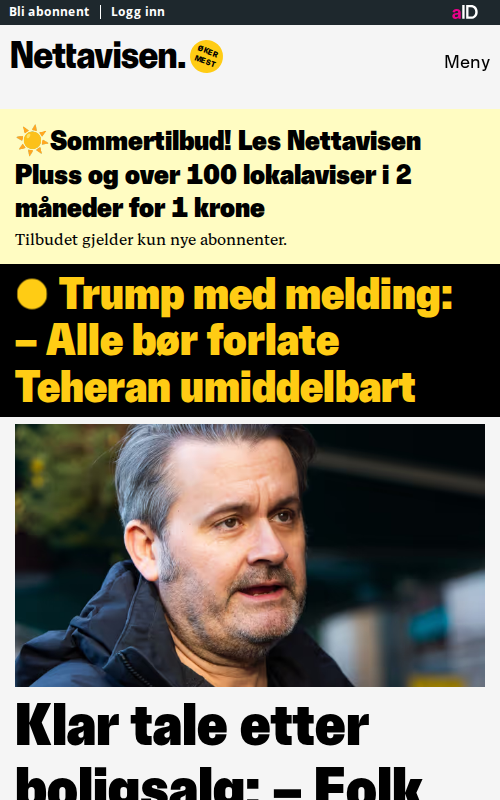 Bli abonnent | Logg inn
aID
Nettavisen.
ØKER
MEST
Meny
Sommertilbud! Les Nettavisen
Pluss og over 100 lokalaviser i 2
måneder for 1 krone
Tilbudet gjelder kun nye abonnenter.
Trump med melding:
– Alle bør forlate
Teheran umiddelbart
Klar tale etter
boligsalg: – Folk